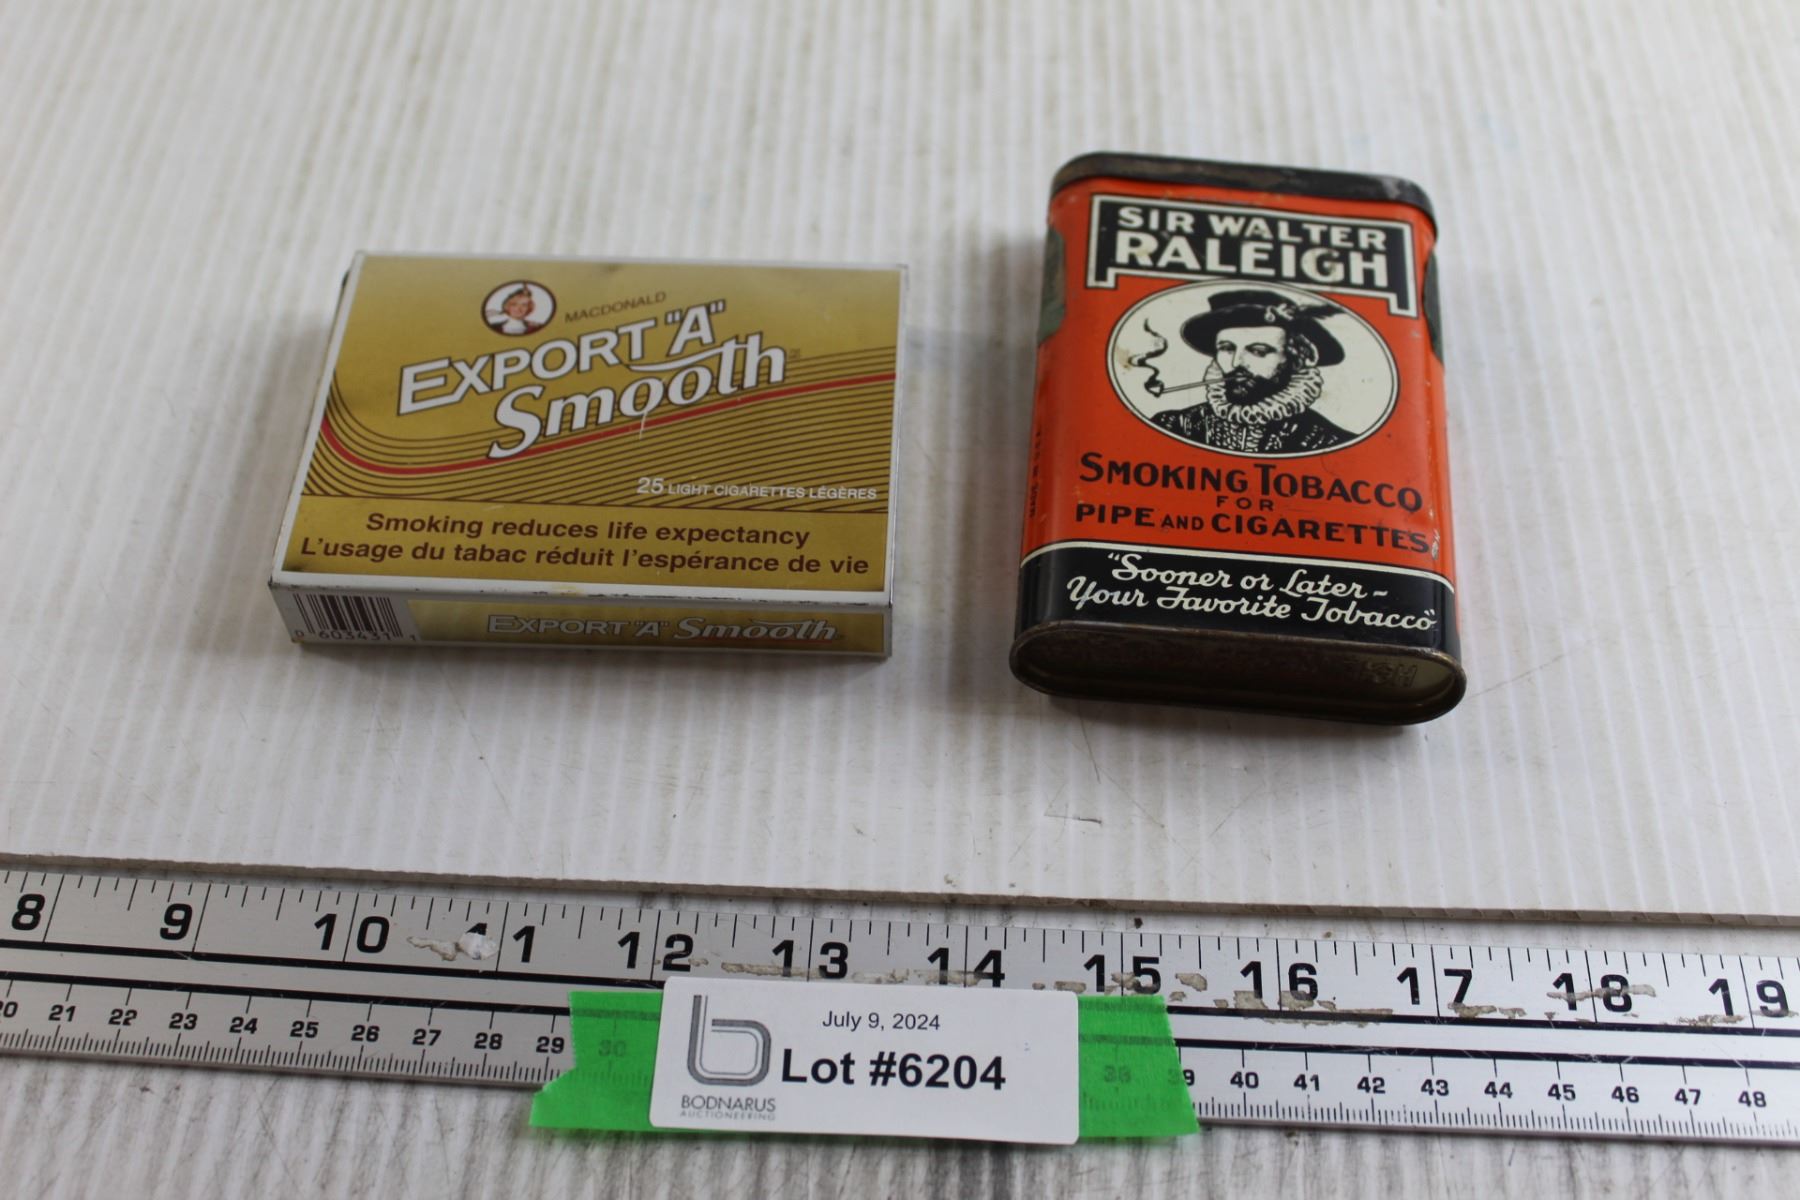 MACDONALD
EXPORT "A"
Smooth
25 LIGHT CIGARETTES LÉGÈRES
Smoking reduces life expectancy
L'usage du tabac réduit l'espérance de vie
0 603431 1
EXPORT "A" Smooth
SIR WALTER
RALEIGH
SMOKING TOBACCO
FOR
PIPE AND CIGARETTES
"Sooner or Later-
Your Favorite Tobacco"
8 9 10 11 12 13 14 15 16 17 18 19
20 21 22 23 24 25 26 27 28 29 30 38 39 40 41 42 43 44 45 46 47 48
July 9, 2024
Lot #6204
BODNARUS
AUCTIONEERING